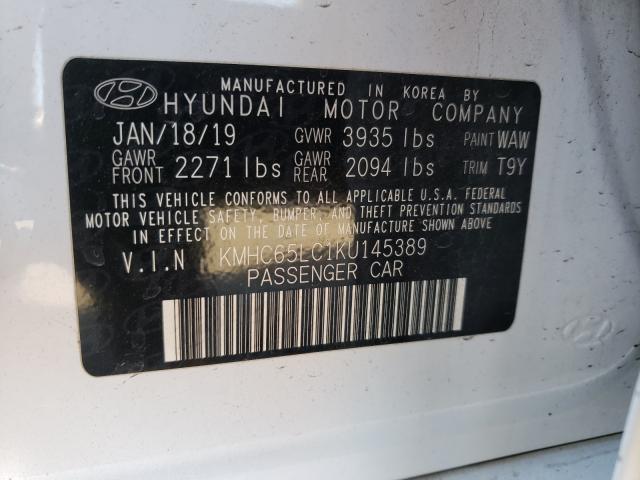 MANUFACTURED IN KOREA BY
HYUNDAI MOTOR COMPANY
JAN/18/19 GVWR 3935 lbs PAINT WAW
GAWR FRONT 2271 lbs GAWR REAR 2094 lbs TRIM T9Y
THIS VEHICLE CONFORMS TO ALL APPLICABLE U.S.A. FEDERAL
MOTOR VEHICLE SAFETY, BUMPER, AND THEFT PREVENTION STANDARDS
IN EFFECT ON THE DATE OF MANUFACTURE SHOWN ABOVE
V.I.N KMHC65LC1KU145389
PASSENGER CAR